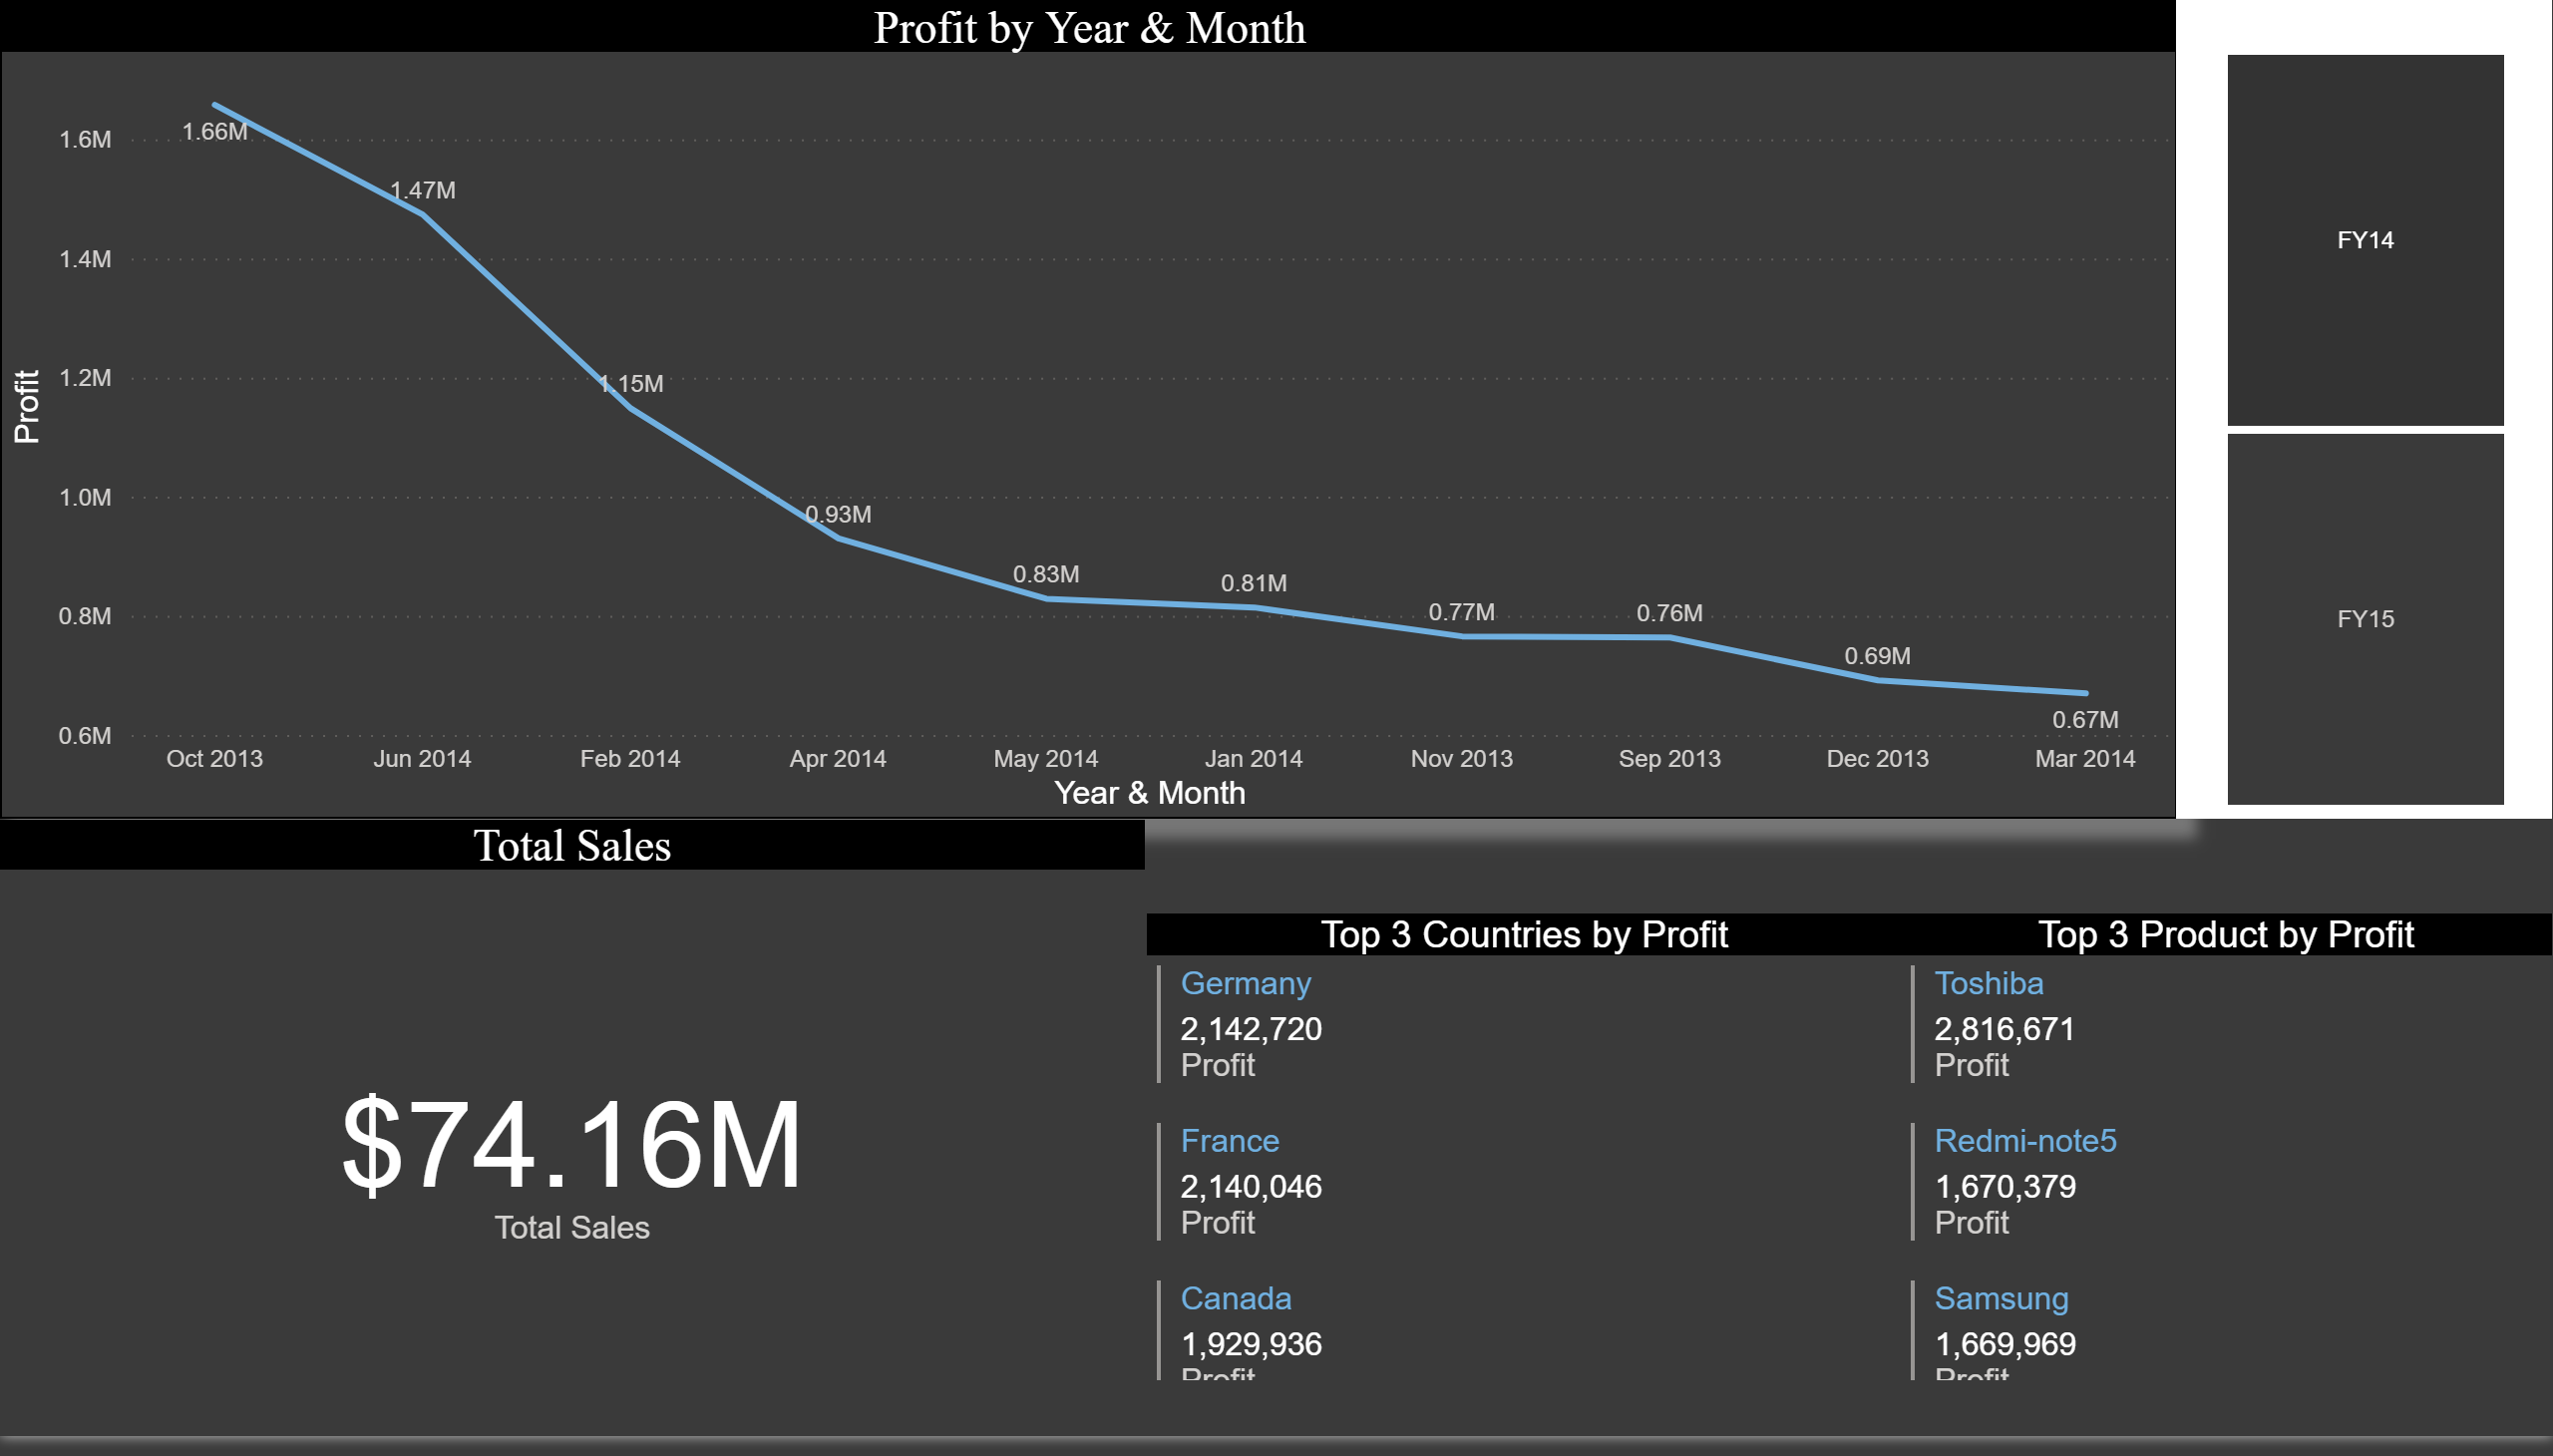 Profit by Year & Month
1.6M
1.4M
1.2M
1.0M
0.8M
0.6M
Profit
1.66M
1.47M
1.15M
0.93M
0.83M
0.81M
0.77M
0.76M
0.69M
0.67M
Oct 2013
Jun 2014
Feb 2014
Apr 2014
May 2014
Jan 2014
Nov 2013
Sep 2013
Dec 2013
Mar 2014
Year & Month
FY14
FY15
Total Sales
$74.16M
Total Sales
Top 3 Countries by Profit
Germany
2,142,720
Profit
France
2,140,046
Profit
Canada
1,929,936
Profit
Top 3 Product by Profit
Toshiba
2,816,671
Profit
Redmi-note5
1,670,379
Profit
Samsung
1,669,969
Profit